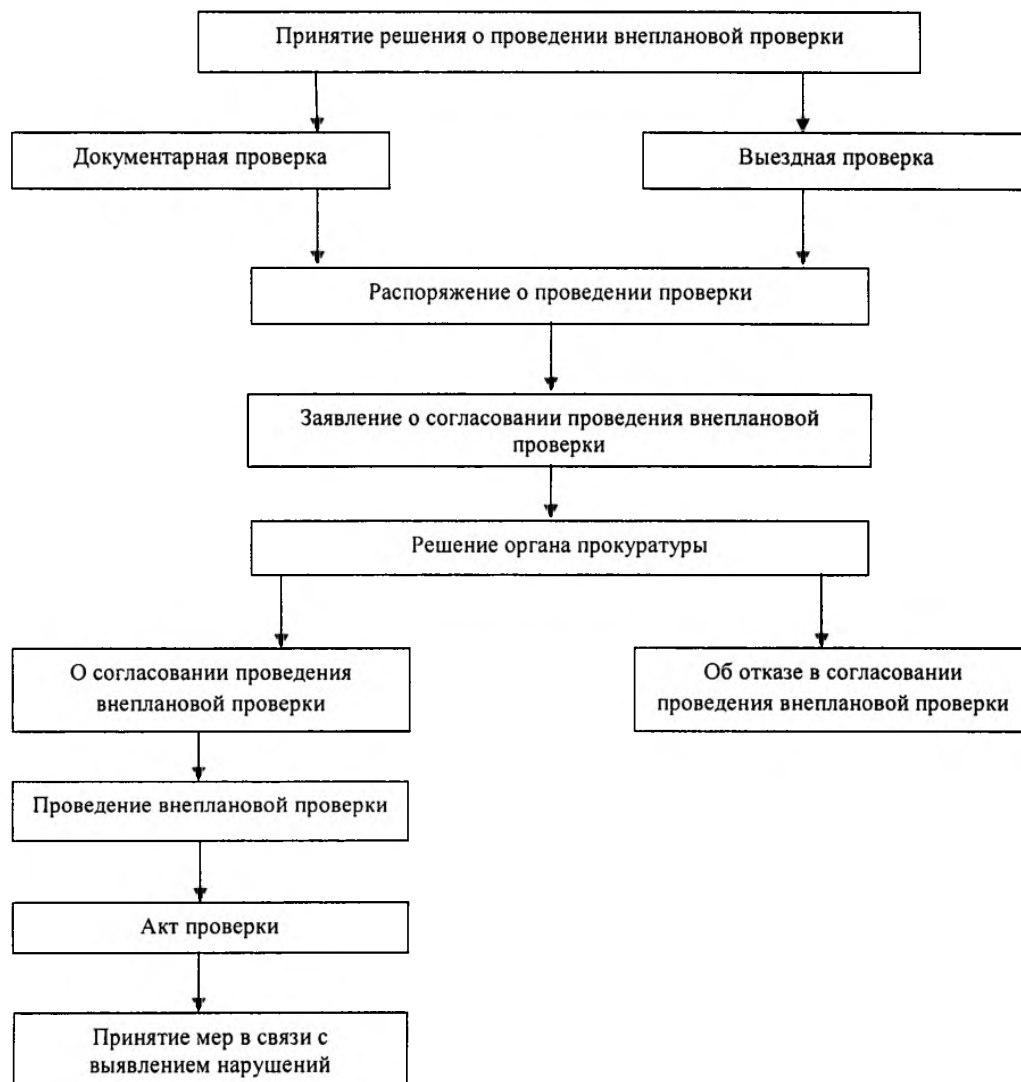 Принятие решения о проведении внеплановой проверки
Документарная проверка
Выездная проверка
Распоряжение о проведении проверки
Заявление о согласовании проведения внеплановой
проверки
Решение органа прокуратуры
О согласовании проведения
внеплановой проверки
Об отказе в согласовании
проведения внеплановой проверки
Проведение внеплановой проверки
Акт проверки
Принятие мер в связи с
выявлением нарушений